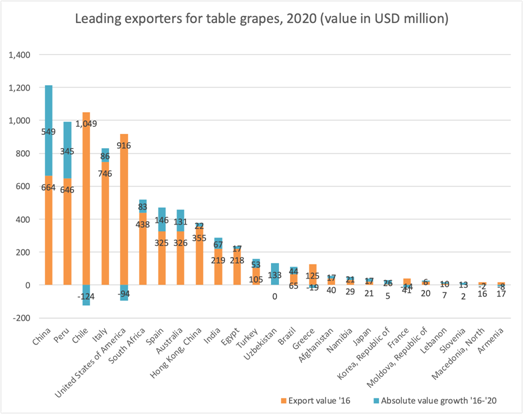 Leading exporters for table grapes, 2020 (value in USD million)
1,400
1,200
1,000
800
600
400
200
0
-200
549
664
345
646
1,049
-124
86
746
916
-94
83
438
146
325
131
326
22
355
67
219
17
218
53
105
133
0
44
65
125
-19
17
40
21
29
17
21
26
5
41
6
20
10
7
13
2
-2
16
17
China
Peru
Chile
Italy
United States of America
South Africa
Spain
Australia
Hong Kong, China
India
Egypt
Turkey
Uzbekistan
Brazil
Greece
Afghanistan
Namibia
Japan
Korea, Republic of
France
Moldova, Republic of
Lebanon
Slovenia
Macedonia, North
Armenia
Export value '16
Absolute value growth '16-'20